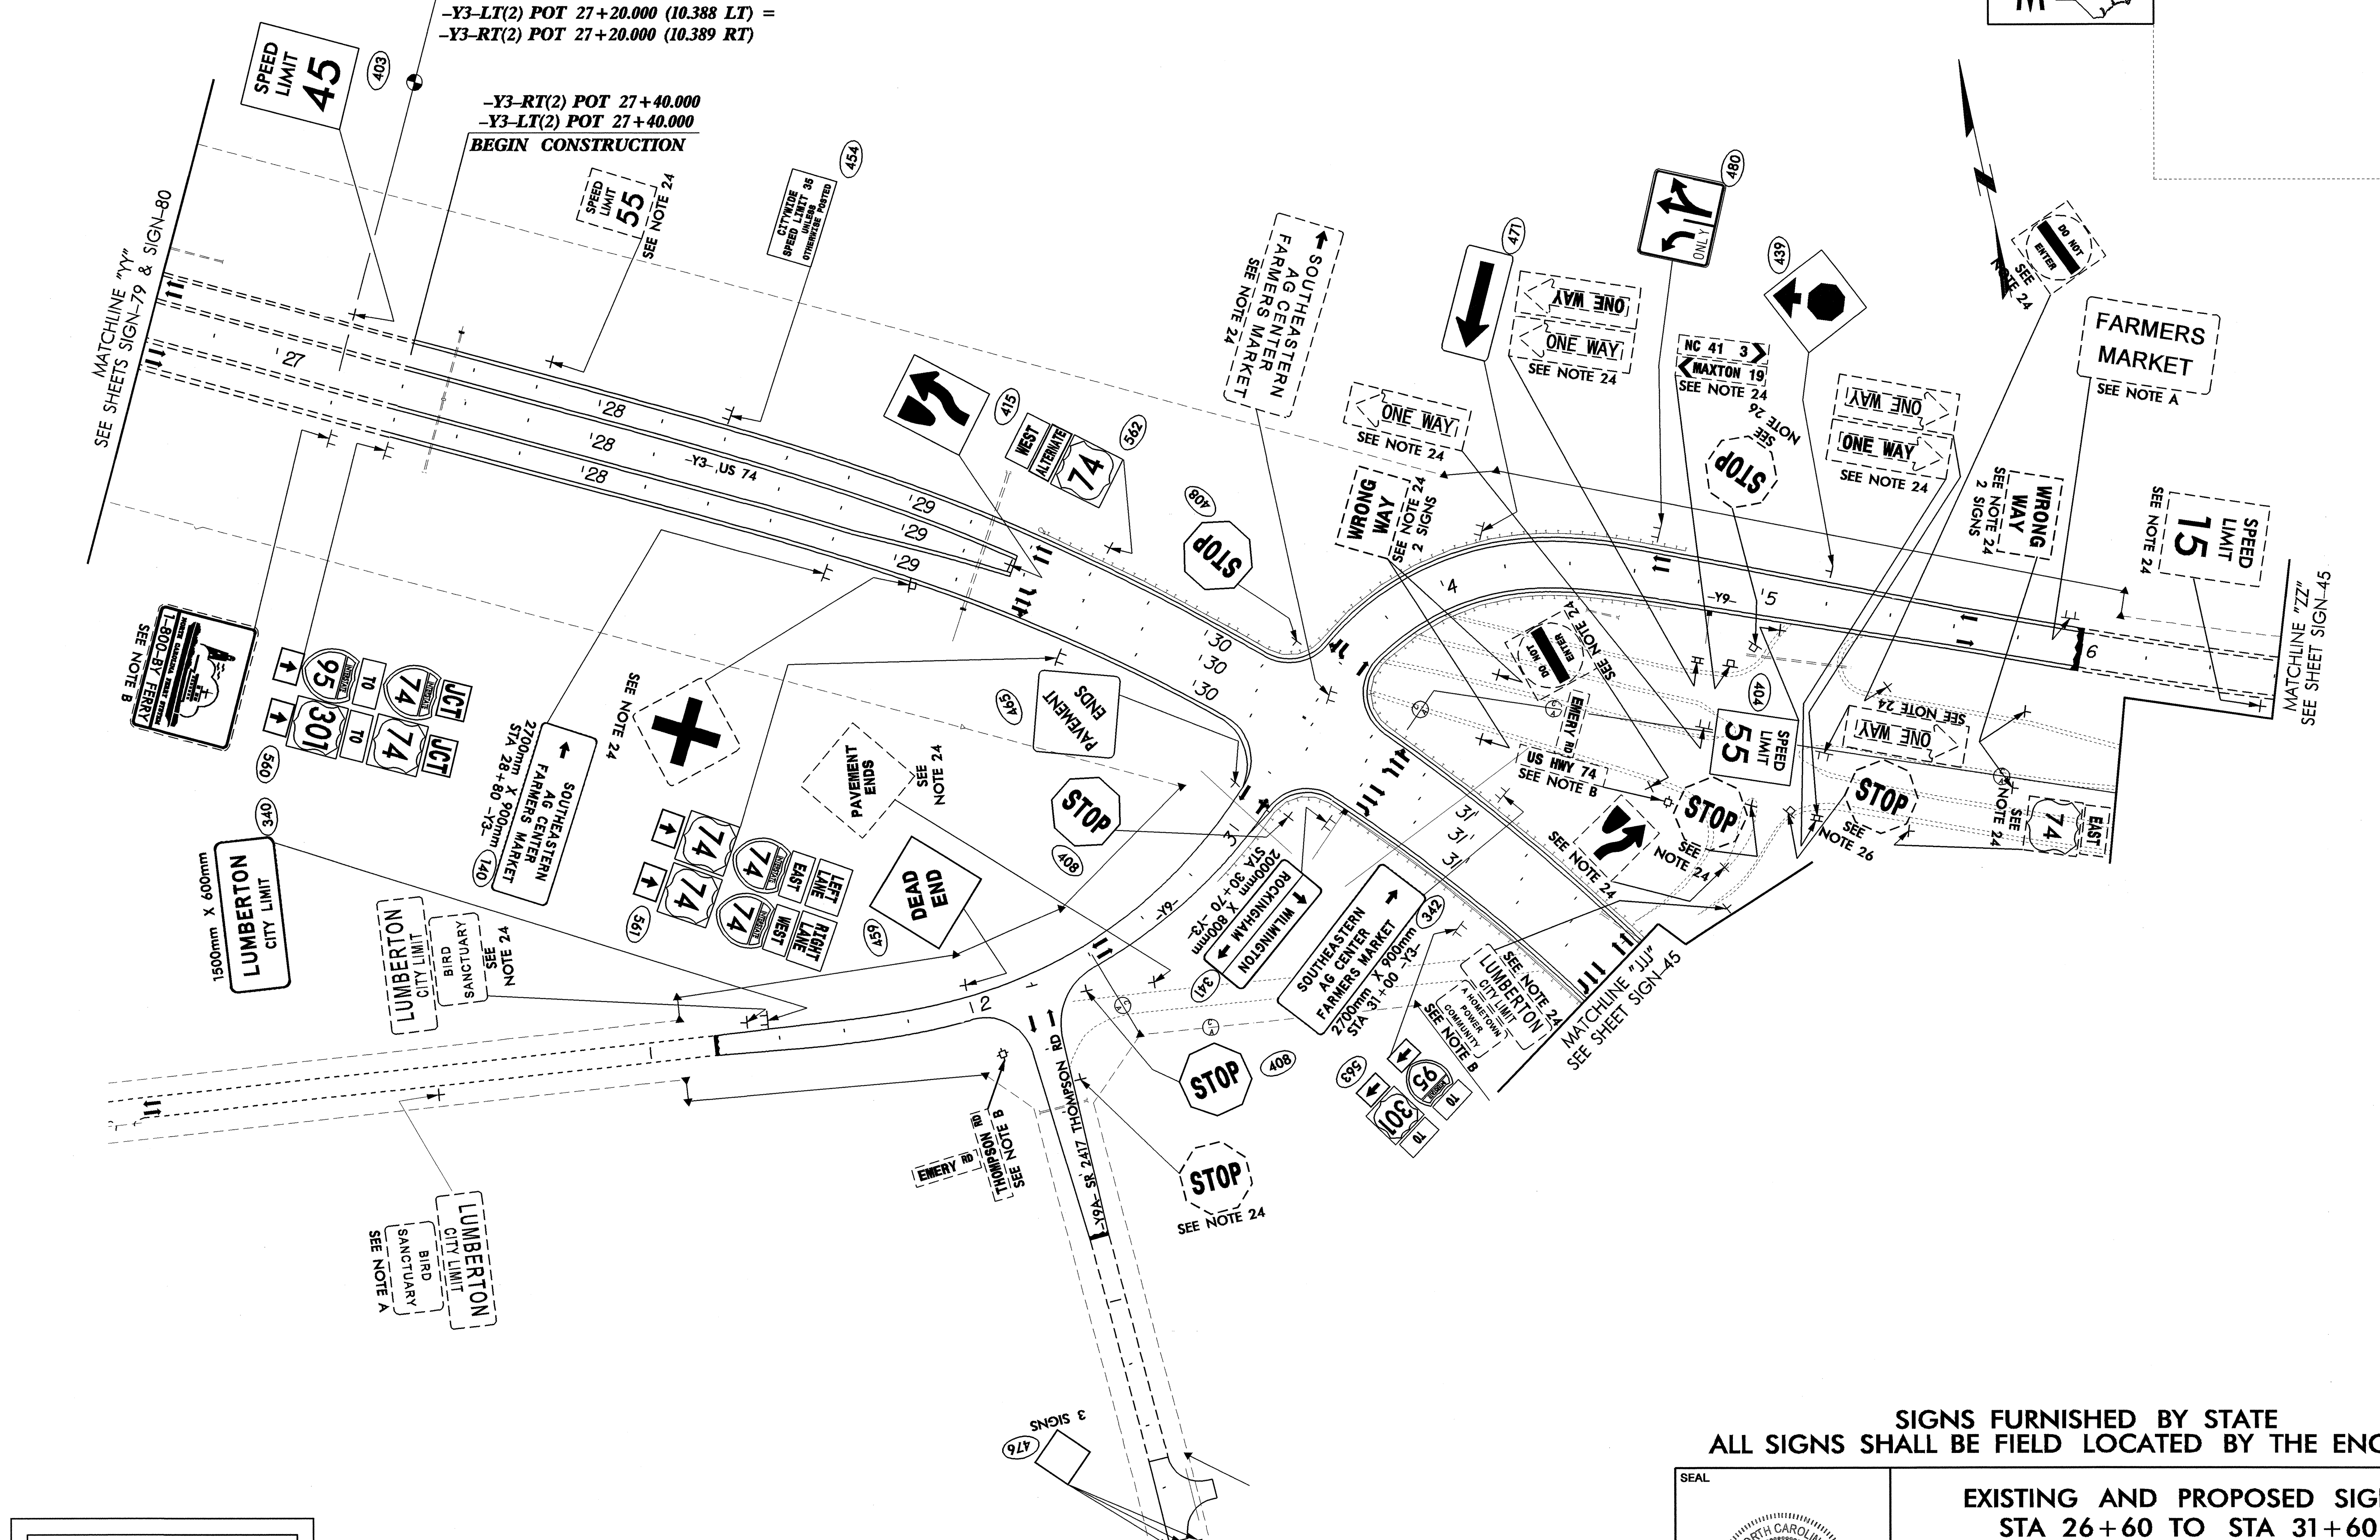 -Y3-LT(2) POT 27+20.000 (10.388 LT) =
-Y3-RT(2) POT 27+20.000 (10.389 RT)
SPEED
LIMIT
45
403
-Y3-RT(2) POT 27+40.000
-Y3-LT(2) POT 27+40.000
BEGIN CONSTRUCTION
MATCHLINE "YY"
SEE SHEETS SIGN-79 & SIGN-80
SPEED
LIMIT
55
SEE NOTE 24
CITYWIDE
SPEED LIMIT 35
UNLESS
OTHERWISE POSTED
454
27
28
28
28
-Y3- ,US 74
29
29
29
415
WEST
ALTERNATE
74
562
STOP
408
SOUTHEASTERN
AG CENTER
FARMERS MARKET
SEE NOTE 24
471
ONE WAY
ONE WAY
SEE NOTE 24
ONE WAY
SEE NOTE 24
WRONG
WAY
SEE NOTE 24
2 SIGNS
ONLY
480
439
NC 41 3
MAXTON 19
SEE NOTE 24
SEE
NOTE 26
STOP
DO NOT
ENTER
SEE
NOTE 24
ONE WAY
ONE WAY
SEE NOTE 24
FARMERS
MARKET
SEE NOTE A
WRONG
WAY
SEE NOTE 24
2 SIGNS
SPEED
LIMIT
15
SEE NOTE 24
MATCHLINE "ZZ"
SEE SHEET SIGN-45
30
30
30
4
5
-Y9-
6
DO NOT
ENTER
SEE NOTE 24
EMERY RD
US HWY 74
SEE NOTE B
404
SPEED
LIMIT
55
ONE WAY
SEE NOTE 24
STOP
SEE
NOTE 24
STOP
SEE
NOTE 26
SEE NOTE 24
EAST
74
SEE
NOTE 24
NORTH CAROLINA FERRY SYSTEM
1-800-BY FERRY
SEE NOTE B
JCT
74
INTERSTATE
TO
95
INTERSTATE
JCT
74
TO
301
560
340
1500mm X 600mm
LUMBERTON
CITY LIMIT
SOUTHEASTERN
AG CENTER
FARMERS MARKET
2700mm X 900mm
STA 28+80 -Y3-
140
SEE NOTE 24
LUMBERTON
CITY LIMIT
BIRD
SANCTUARY
SEE
NOTE 24
LEFT
LANE
EAST
74
INTERSTATE
74
RIGHT
LANE
WEST
74
INTERSTATE
74
561
PAVEMENT
ENDS
SEE
NOTE 24
PAVEMENT
ENDS
465
STOP
408
DEAD
END
459
31
-Y9-
31
31
31
WILMINGTON
ROCKINGHAM
2000mm X 800mm
STA 30+70 -Y3-
341
SOUTHEASTERN
AG CENTER
FARMERS MARKET
2700mm X 900mm
STA 31+00 -Y3-
342
SEE NOTE 24
LUMBERTON
CITY LIMIT
A HOMETOWN
POWER
COMMUNITY
SEE NOTE B
MATCHLINE "JJJ"
SEE SHEET SIGN-45
563
95
INTERSTATE
TO
301
TO
1
2
STOP
408
STOP
SEE NOTE 24
EMERY RD
THOMPSON RD
SEE NOTE B
-Y9A- SR 2417 THOMPSON RD
1
LUMBERTON
CITY LIMIT
BIRD
SANCTUARY
SEE NOTE A
3 SIGNS
476
SIGNS FURNISHED BY STATE
ALL SIGNS SHALL BE FIELD LOCATED BY THE ENG
SEAL
NORTH CAROLINA
EXISTING AND PROPOSED SIG
STA 26+60 TO STA 31+60